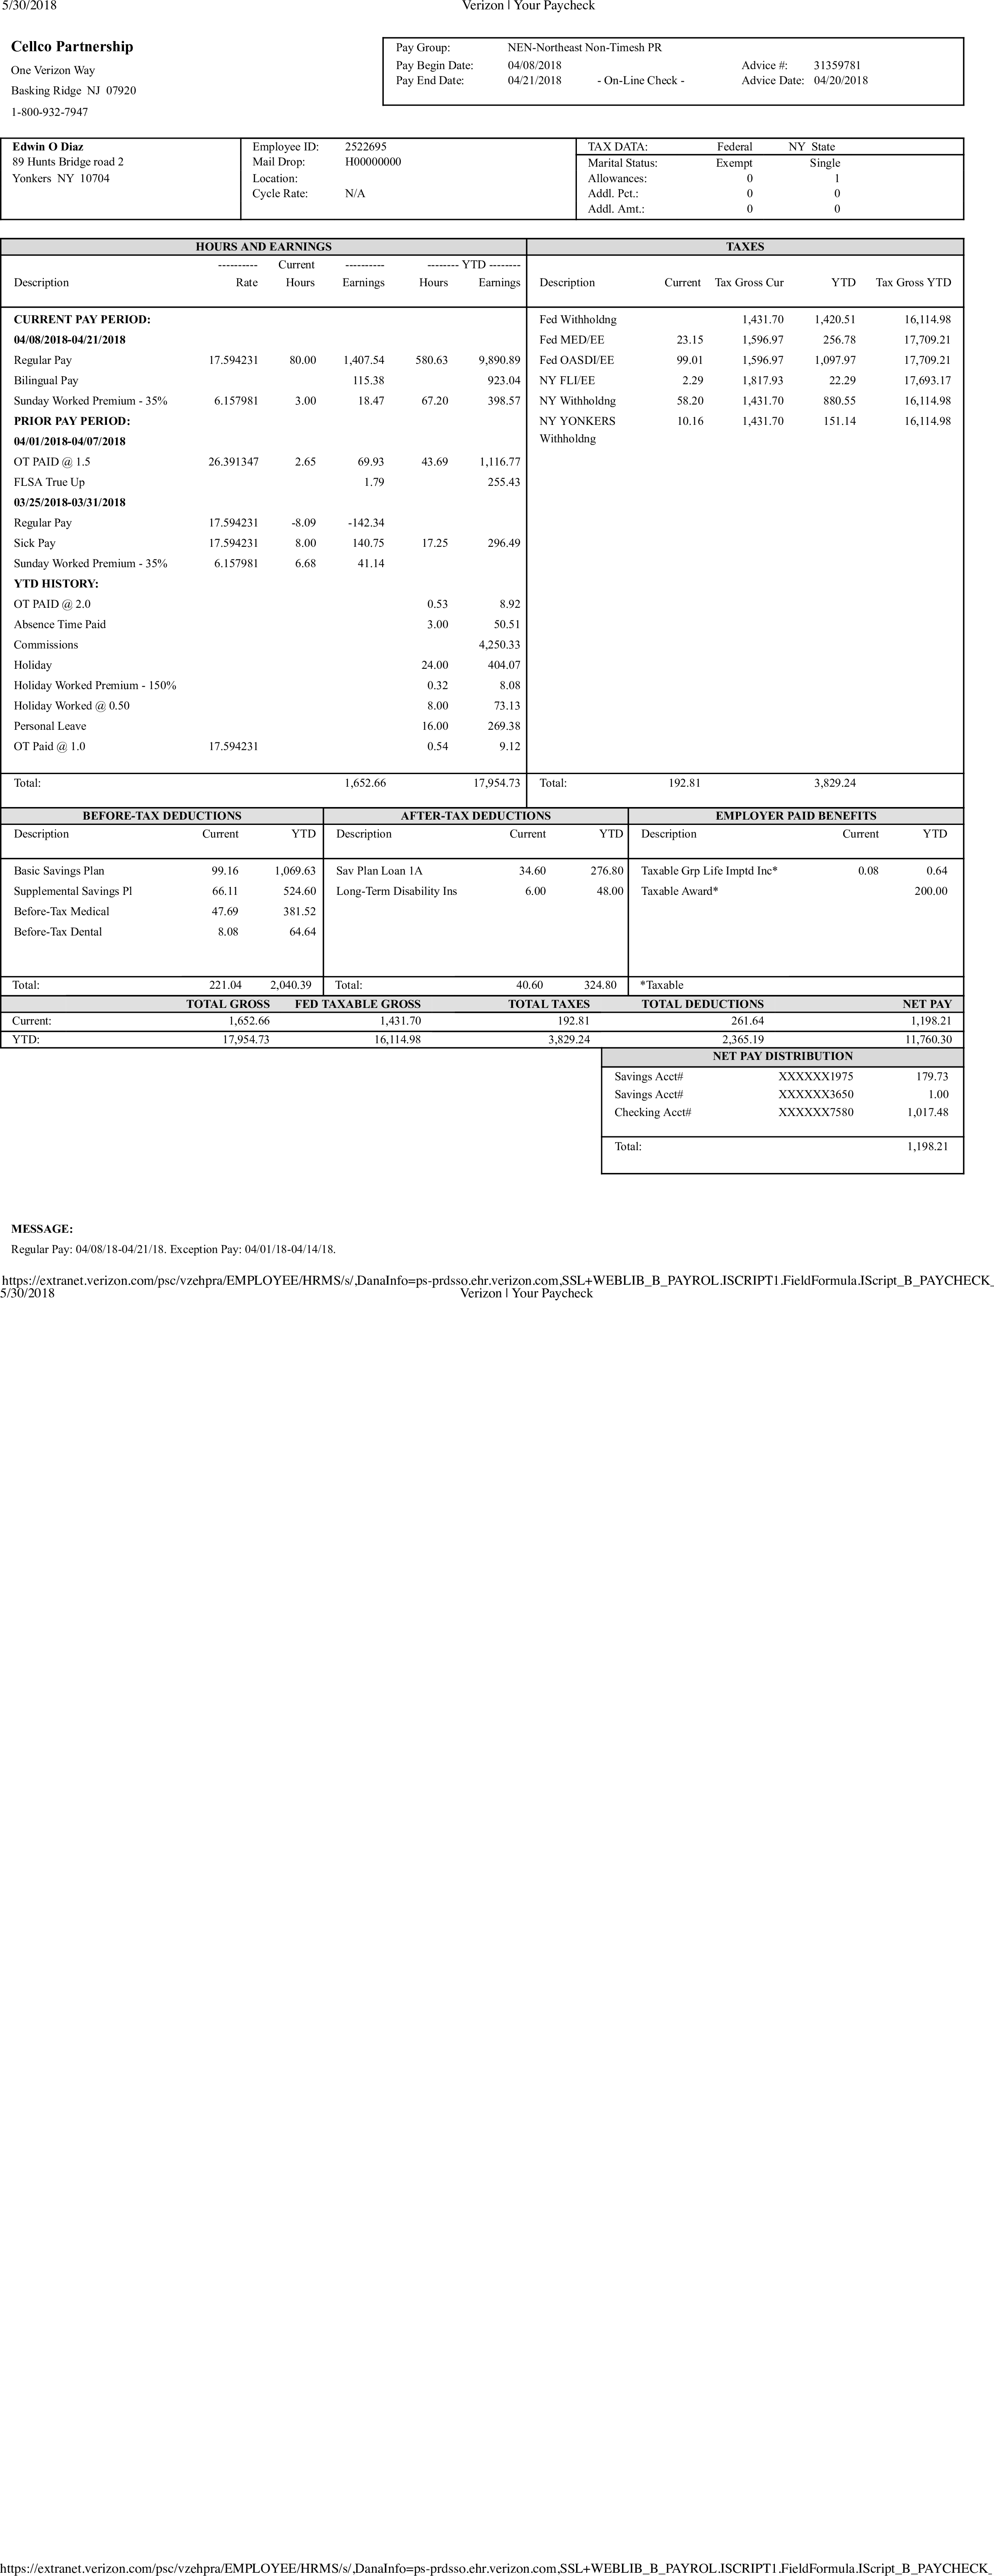 5/30/2018 Verizon | Your Paycheck
Cellco Partnership
One Verizon Way
Basking Ridge NJ 07920
1-800-932-7947
Pay Group: NEN-Northeast Non-Timesh PR
Pay Begin Date: 04/08/2018 Advice #: 31359781
Pay End Date: 04/21/2018 - On-Line Check - Advice Date: 04/20/2018
Edwin O Diaz
89 Hunts Bridge road 2
Yonkers NY 10704
Employee ID: 2522695
Mail Drop: H00000000
Location:
Cycle Rate: N/A
TAX DATA: Federal NY State
Marital Status: Exempt Single
Allowances: 0 1
Addl. Pct.: 0 0
Addl. Amt.: 0 0
HOURS AND EARNINGS
---------- Current ---------- -------- YTD --------
Description Rate Hours Earnings Hours Earnings
CURRENT PAY PERIOD:
04/08/2018-04/21/2018
Regular Pay 17.594231 80.00 1,407.54 580.63 9,890.89
Bilingual Pay 115.38 923.04
Sunday Worked Premium - 35% 6.157981 3.00 18.47 67.20 398.57
PRIOR PAY PERIOD:
04/01/2018-04/07/2018
OT PAID @ 1.5 26.391347 2.65 69.93 43.69 1,116.77
FLSA True Up 1.79 255.43
03/25/2018-03/31/2018
Regular Pay 17.594231 -8.09 -142.34
Sick Pay 17.594231 8.00 140.75 17.25 296.49
Sunday Worked Premium - 35% 6.157981 6.68 41.14
YTD HISTORY:
OT PAID @ 2.0 0.53 8.92
Absence Time Paid 3.00 50.51
Commissions 4,250.33
Holiday 24.00 404.07
Holiday Worked Premium - 150% 0.32 8.08
Holiday Worked @ 0.50 8.00 73.13
Personal Leave 16.00 269.38
OT Paid @ 1.0 17.594231 0.54 9.12
Total: 1,652.66 17,954.73
TAXES
Description Current Tax Gross Cur YTD Tax Gross YTD
Fed Withholdng 1,431.70 1,420.51 16,114.98
Fed MED/EE 23.15 1,596.97 256.78 17,709.21
Fed OASDI/EE 99.01 1,596.97 1,097.97 17,709.21
NY FLI/EE 2.29 1,817.93 22.29 17,693.17
NY Withholdng 58.20 1,431.70 880.55 16,114.98
NY YONKERS 10.16 1,431.70 151.14 16,114.98
Withholdng
Total: 192.81 3,829.24
BEFORE-TAX DEDUCTIONS
Description Current YTD
Basic Savings Plan 99.16 1,069.63
Supplemental Savings Pl 66.11 524.60
Before-Tax Medical 47.69 381.52
Before-Tax Dental 8.08 64.64
Total: 221.04 2,040.39
AFTER-TAX DEDUCTIONS
Description Current YTD
Sav Plan Loan 1A 34.60 276.80
Long-Term Disability Ins 6.00 48.00
Total: 40.60 324.80
EMPLOYER PAID BENEFITS
Description Current YTD
Taxable Grp Life Imptd Inc* 0.08 0.64
Taxable Award* 200.00
*Taxable
TOTAL GROSS FED TAXABLE GROSS TOTAL TAXES TOTAL DEDUCTIONS NET PAY
Current: 1,652.66 1,431.70 192.81 261.64 1,198.21
YTD: 17,954.73 16,114.98 3,829.24 2,365.19 11,760.30
NET PAY DISTRIBUTION
Savings Acct# XXXXXX1975 179.73
Savings Acct# XXXXXX3650 1.00
Checking Acct# XXXXXX7580 1,017.48
Total: 1,198.21
MESSAGE:
Regular Pay: 04/08/18-04/21/18. Exception Pay: 04/01/18-04/14/18.
https://extranet.verizon.com/psc/vzehpra/EMPLOYEE/HRMS/s/,DanaInfo=ps-prdsso.ehr.verizon.com,SSL+WEBLIB_B_PAYROL.ISCRIPT1.FieldFormula.IScript_B_PAYCHECK_
5/30/2018 Verizon | Your Paycheck
https://extranet.verizon.com/psc/vzehpra/EMPLOYEE/HRMS/s/,DanaInfo=ps-prdsso.ehr.verizon.com,SSL+WEBLIB_B_PAYROL.ISCRIPT1.FieldFormula.IScript_B_PAYCHECK_